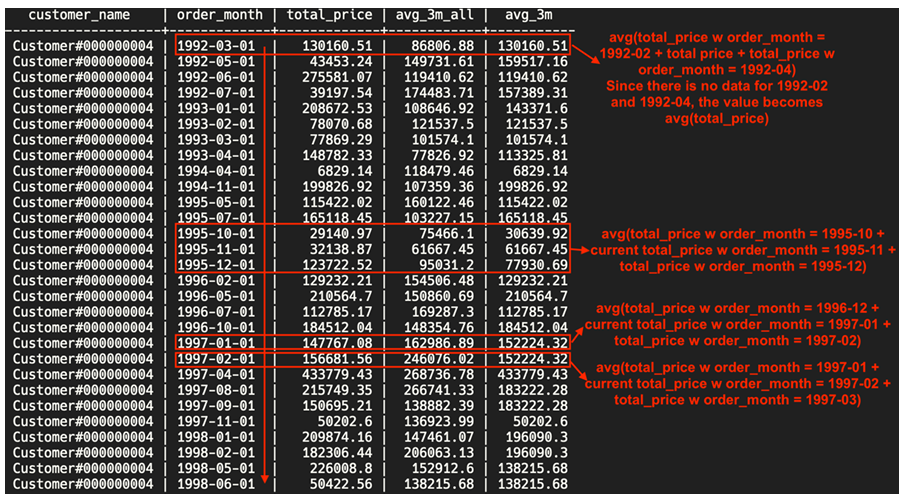 customer_name | order_month | total_price | avg_3m_all | avg_3m
Customer#000000004 | 1992-03-01 | 130160.51 | 86806.88 | 130160.51
Customer#000000004 | 1992-05-01 | 43453.24 | 149731.61 | 159517.16
Customer#000000004 | 1992-06-01 | 275581.07 | 119410.62 | 119410.62
Customer#000000004 | 1992-07-01 | 39197.54 | 174483.71 | 157389.31
Customer#000000004 | 1993-01-01 | 208672.53 | 108646.92 | 143371.6
Customer#000000004 | 1993-02-01 | 78070.68 | 121537.5 | 121537.5
Customer#000000004 | 1993-03-01 | 77869.29 | 101574.1 | 101574.1
Customer#000000004 | 1993-04-01 | 148782.33 | 77826.92 | 113325.81
Customer#000000004 | 1994-04-01 | 6829.14 | 118479.46 | 6829.14
Customer#000000004 | 1994-11-01 | 199826.92 | 107359.36 | 199826.92
Customer#000000004 | 1995-05-01 | 115422.02 | 160122.46 | 115422.02
Customer#000000004 | 1995-07-01 | 165118.45 | 103227.15 | 165118.45
Customer#000000004 | 1995-10-01 | 29140.97 | 75466.1 | 30639.92
Customer#000000004 | 1995-11-01 | 32138.87 | 61667.45 | 61667.45
Customer#000000004 | 1995-12-01 | 123722.52 | 95031.2 | 77930.69
Customer#000000004 | 1996-02-01 | 129232.21 | 154506.48 | 129232.21
Customer#000000004 | 1996-05-01 | 210564.7 | 150860.69 | 210564.7
Customer#000000004 | 1996-07-01 | 112785.17 | 169287.3 | 112785.17
Customer#000000004 | 1996-10-01 | 184512.04 | 148354.76 | 184512.04
Customer#000000004 | 1997-01-01 | 147767.08 | 162986.89 | 152224.32
Customer#000000004 | 1997-02-01 | 156681.56 | 246076.02 | 152224.32
Customer#000000004 | 1997-04-01 | 433779.43 | 268736.78 | 433779.43
Customer#000000004 | 1997-08-01 | 215749.35 | 266741.33 | 183222.28
Customer#000000004 | 1997-09-01 | 150695.21 | 138882.39 | 183222.28
Customer#000000004 | 1997-11-01 | 50202.6 | 136923.99 | 50202.6
Customer#000000004 | 1998-01-01 | 209874.16 | 147461.07 | 196090.3
Customer#000000004 | 1998-02-01 | 182306.44 | 206063.13 | 196090.3
Customer#000000004 | 1998-05-01 | 226008.8 | 152912.6 | 138215.68
Customer#000000004 | 1998-06-01 | 50422.56 | 138215.68 | 138215.68
avg(total_price w order_month =
1992-02 + total price + total_price w
order_month = 1992-04)
Since there is no data for 1992-02
and 1992-04, the value becomes
avg(total_price)
avg(total_price w order_month = 1995-10 +
current total_price w order_month = 1995-11 +
total_price w order_month = 1995-12)
avg(total_price w order_month = 1996-12 +
current total_price w order_month = 1997-01 +
total_price w order_month = 1997-02)
avg(total_price w order_month = 1997-01 +
current total_price w order_month = 1997-02 +
total_price w order_month = 1997-03)